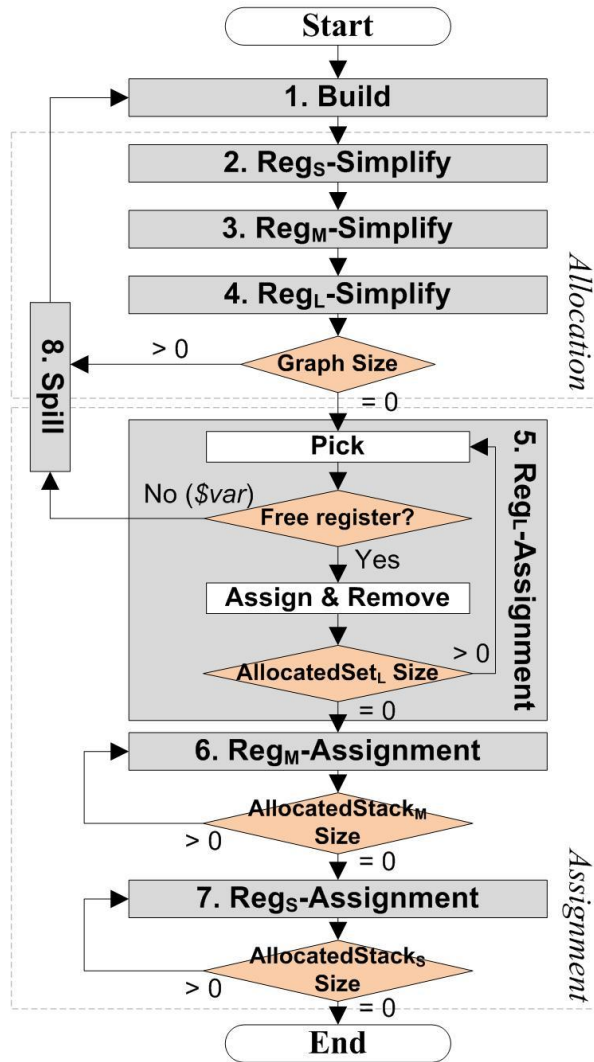 Start
1. Build
2. RegS-Simplify
3. RegM-Simplify
4. RegL-Simplify
Allocation
8. Spill
> 0
Graph Size
= 0
5. RegL-Assignment
Pick
No ($var)
Free register?
Yes
Assign & Remove
AllocatedSetL Size
> 0
= 0
6. RegM-Assignment
AllocatedStackM
Size
> 0
= 0
7. RegS-Assignment
Assignment
AllocatedStackS
Size
> 0
= 0
End